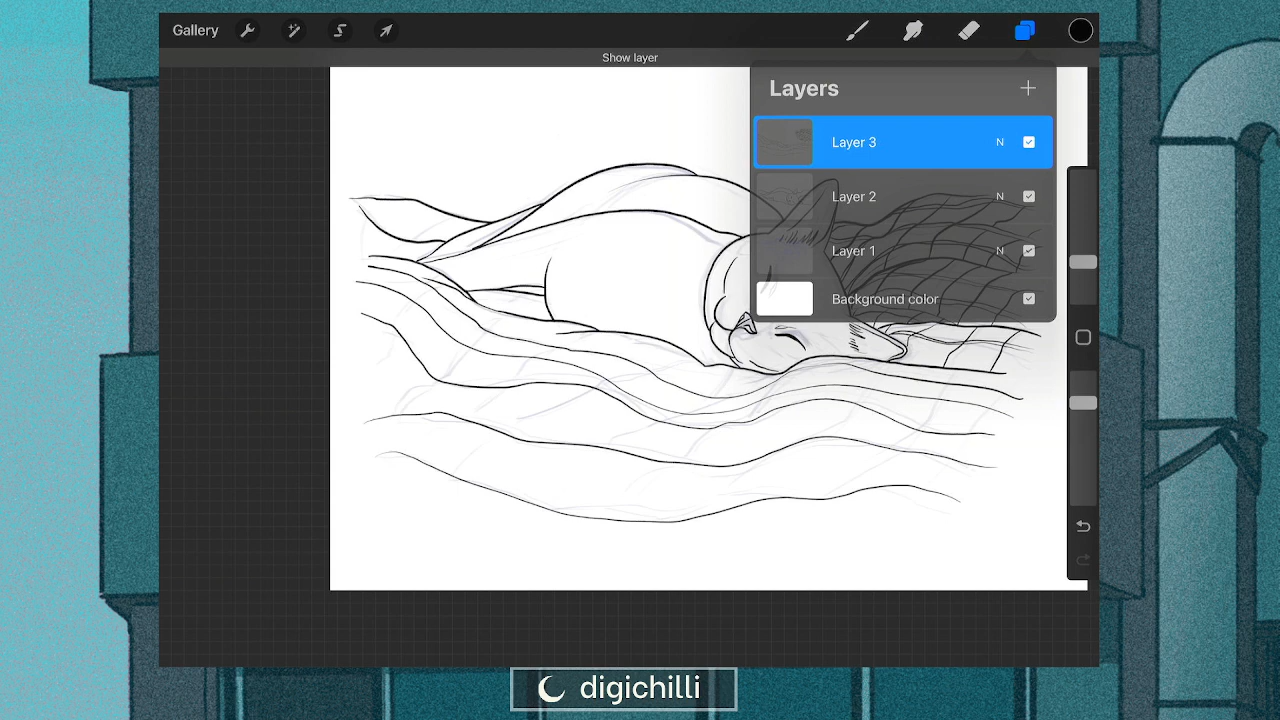 Gallery
Show layer
Layers
Layer 3 N
Layer 2 N
Layer 1 N
Background color
digichilli